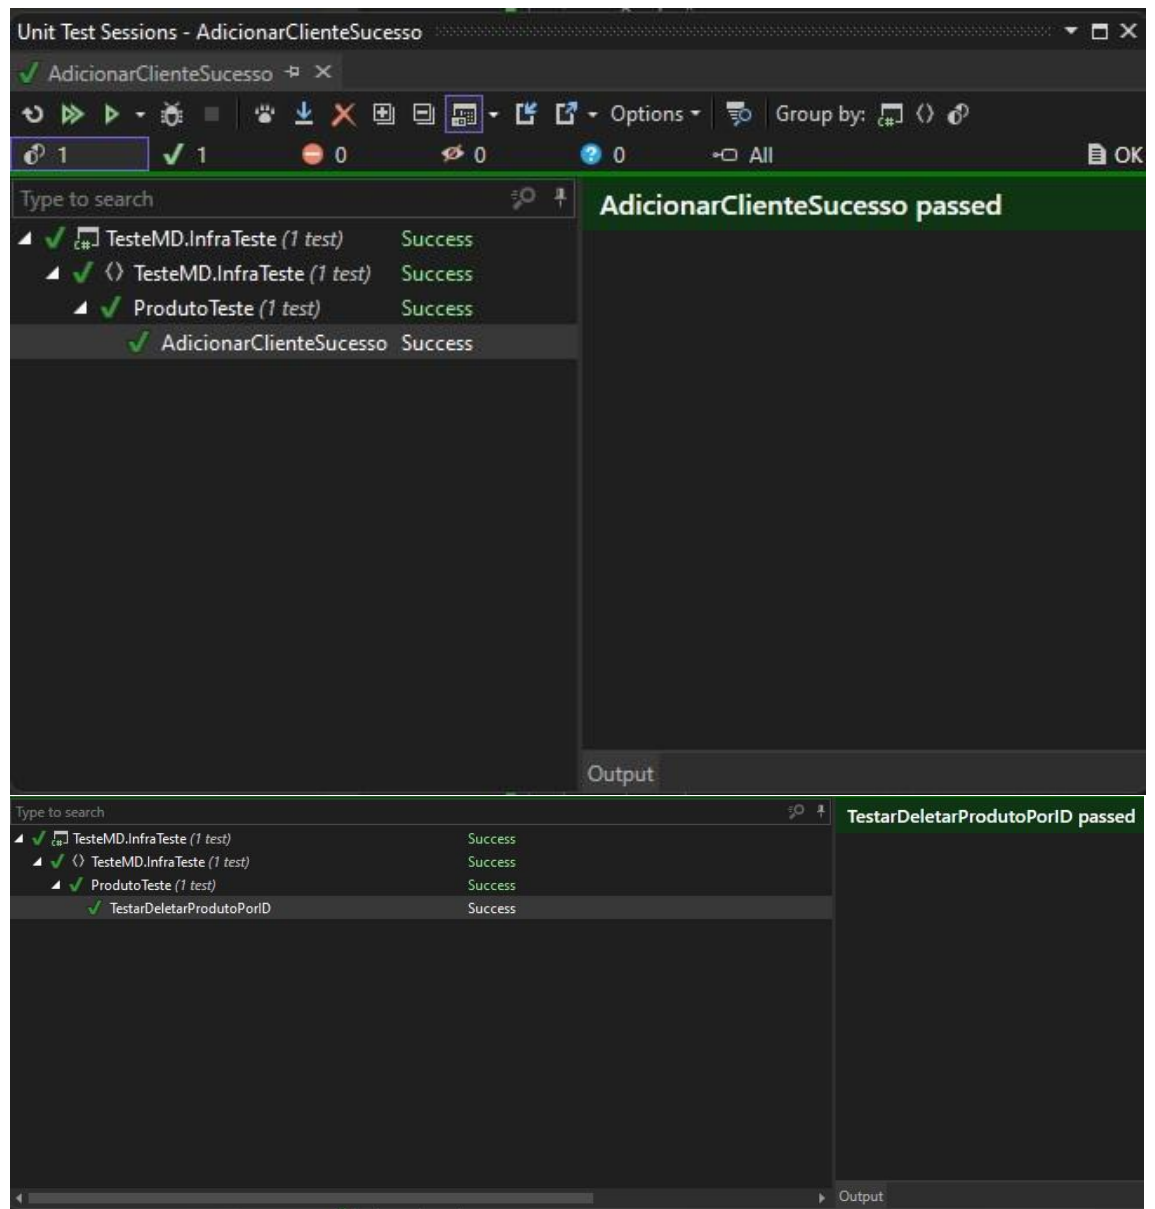 Unit Test Sessions - AdicionarClienteSucesso
AdicionarClienteSucesso
Options Group by:
1 1 0 0 0 All OK
Type to search
AdicionarClienteSucesso passed
TesteMD.InfraTeste (1 test) Success
TesteMD.InfraTeste (1 test) Success
ProdutoTeste (1 test) Success
AdicionarClienteSucesso Success
Output
Type to search
TestarDeletarProdutoPorID passed
TesteMD.InfraTeste (1 test) Success
TesteMD.InfraTeste (1 test) Success
ProdutoTeste (1 test) Success
TestarDeletarProdutoPorID Success
Output